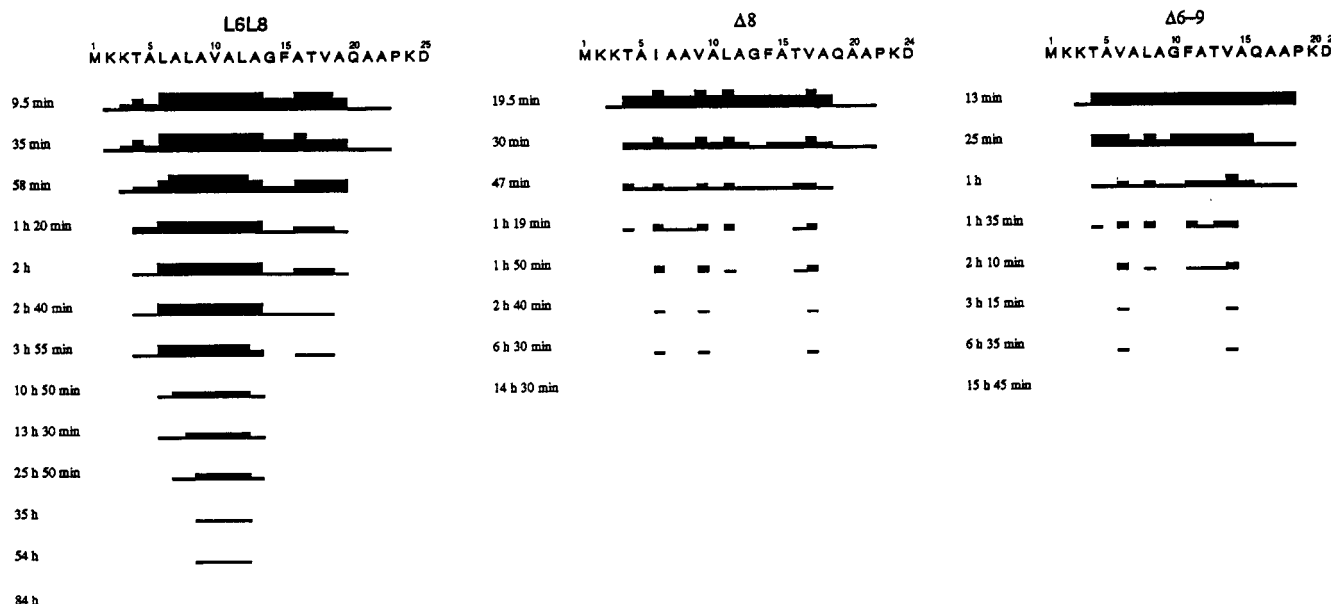 L6L8
1 5 10 15 20 25
MKKTALALAVALAGFATVAQAAPKD
9.5 min
35 min
58 min
1 h 20 min
2 h
2 h 40 min
3 h 55 min
10 h 50 min
13 h 30 min
25 h 50 min
35 h
54 h
84 h
Δ8
1 5 10 15 20 24
MKKTAIAAVALAGFATVAQAAPKD
19.5 min
30 min
47 min
1 h 19 min
1 h 50 min
2 h 40 min
6 h 30 min
14 h 30 min
Δ6–9
1 5 10 15 20 2
MKKTAVALAGFATVAQAAPKD
13 min
25 min
1 h
1 h 35 min
2 h 10 min
3 h 15 min
6 h 35 min
15 h 45 min